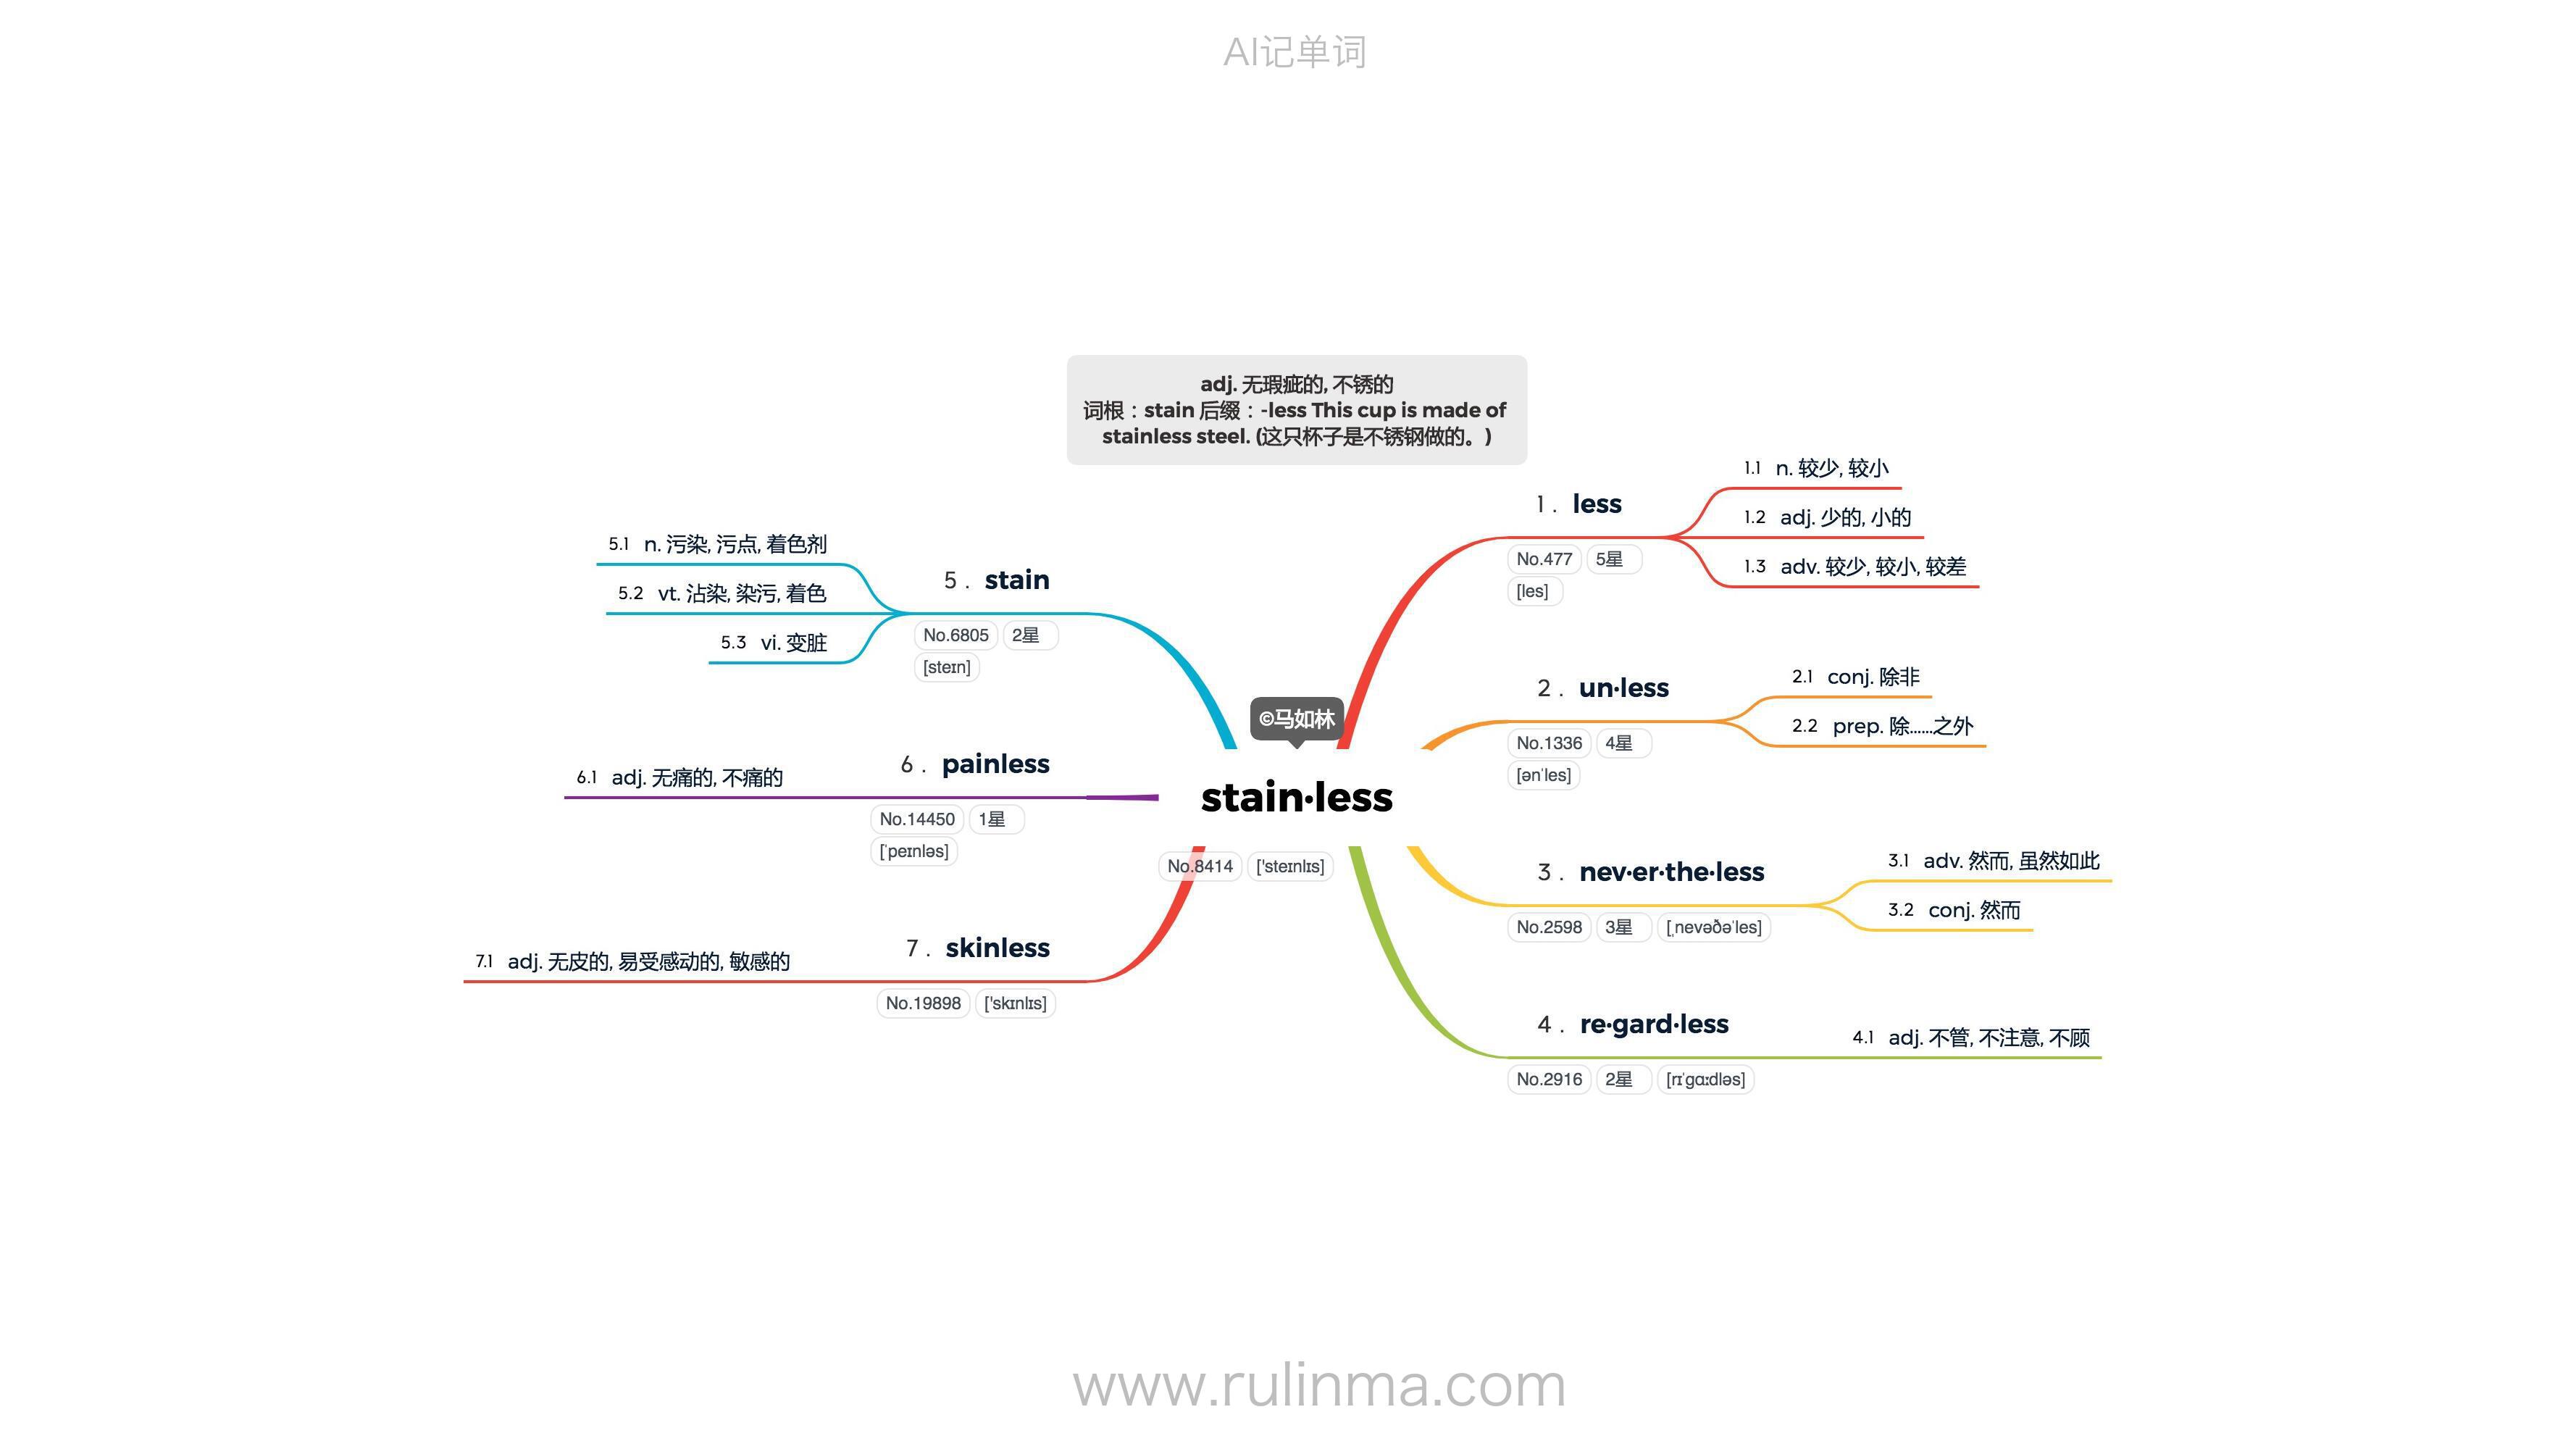 AI记单词
adj. 无瑕疵的, 不锈的
词根：stain 后缀：-less This cup is made of
stainless steel. (这只杯子是不锈钢做的。)
©马如林
stain·less
No.8414 ['steɪnlɪs]
1 . less
No.477 5星
[les]
1.1 n. 较少, 较小
1.2 adj. 少的, 小的
1.3 adv. 较少, 较小, 较差
2 . un·less
No.1336 4星
[ənˈles]
2.1 conj. 除非
2.2 prep. 除……之外
3 . nev·er·the·less
No.2598 3星 [ˌnevəðəˈles]
3.1 adv. 然而, 虽然如此
3.2 conj. 然而
4 . re·gard·less
No.2916 2星 [rɪˈɡɑːdləs]
4.1 adj. 不管, 不注意, 不顾
5 . stain
No.6805 2星
[steɪn]
5.1 n. 污染, 污点, 着色剂
5.2 vt. 沾染, 染污, 着色
5.3 vi. 变脏
6 . painless
No.14450 1星
[ˈpeɪnləs]
6.1 adj. 无痛的, 不痛的
7 . skinless
No.19898 ['skɪnlɪs]
7.1 adj. 无皮的, 易受感动的, 敏感的
www.rulinma.com